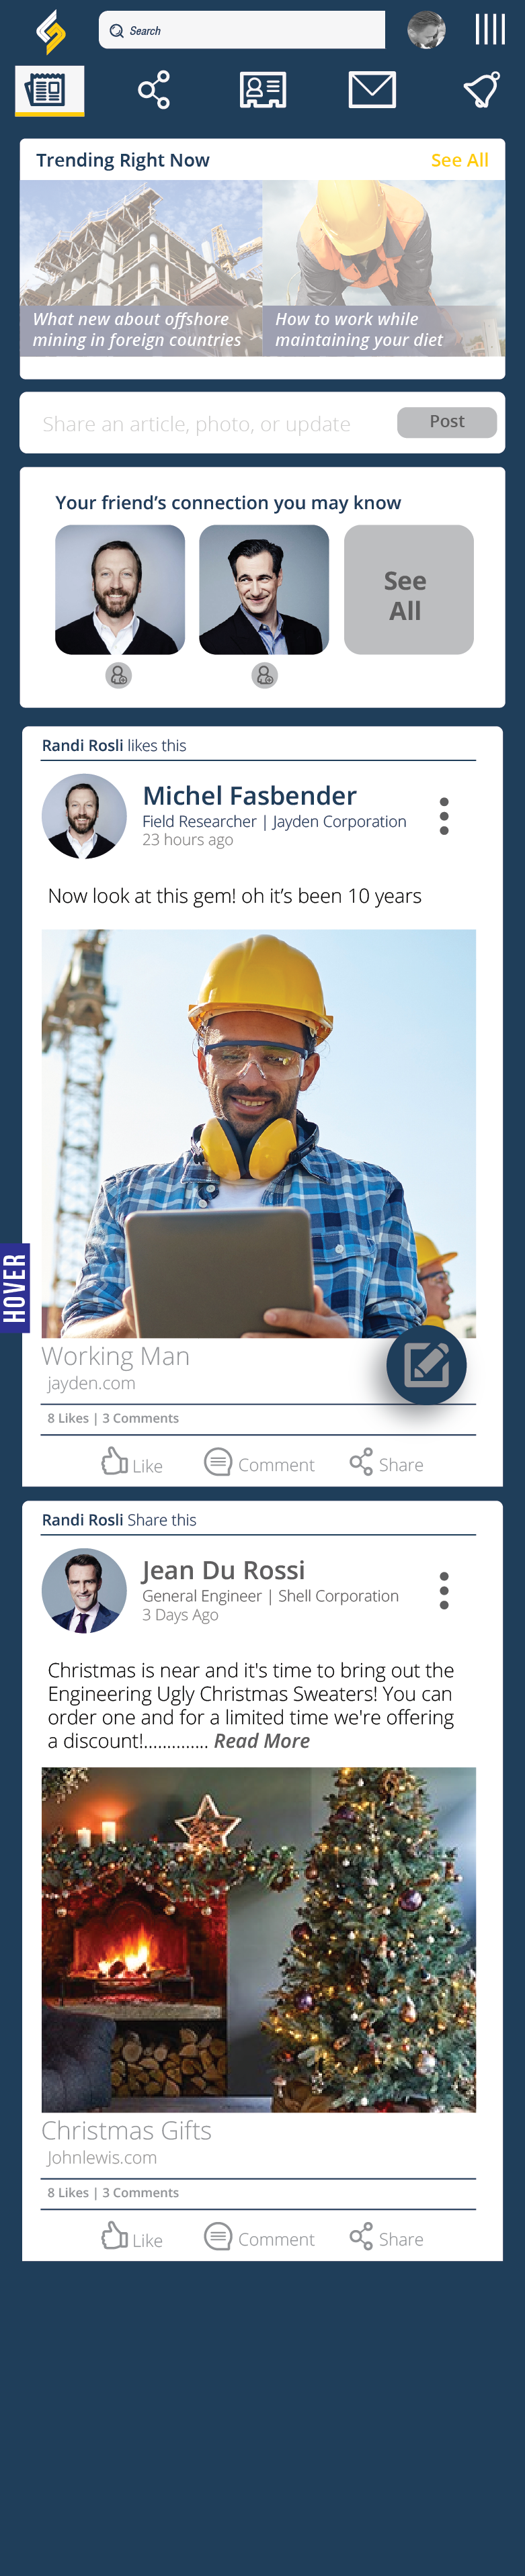 Search
Trending Right Now
See All
What new about offshore
mining in foreign countries
How to work while
maintaining your diet
Share an article, photo, or update
Post
Your friend's connection you may know
See
All
Randi Rosli likes this
Michel Fasbender
Field Researcher | Jayden Corporation
23 hours ago
Now look at this gem! oh it's been 10 years
HOVER
Working Man
jayden.com
8 Likes | 3 Comments
Like
Comment
Share
Randi Rosli Share this
Jean Du Rossi
General Engineer | Shell Corporation
3 Days Ago
Christmas is near and it's time to bring out the
Engineering Ugly Christmas Sweaters! You can
order one and for a limited time we're offering
a discount!............. Read More
Christmas Gifts
Johnlewis.com
8 Likes | 3 Comments
Like
Comment
Share